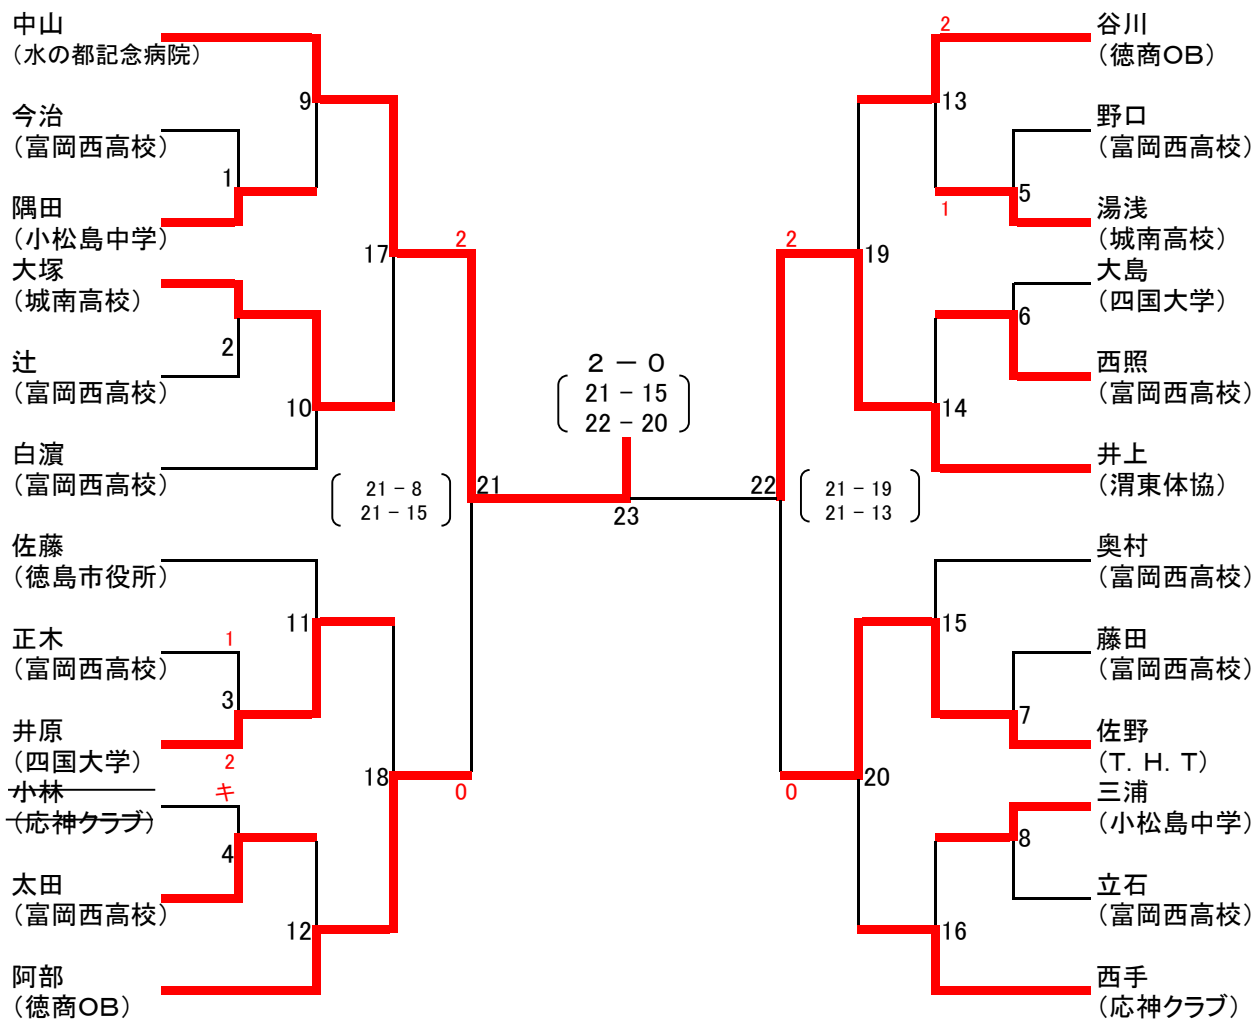 中山
（水の都記念病院）
今治
（富岡西高校）
隅田
（小松島中学）
大塚
（城南高校）
辻
（富岡西高校）
白濵
（富岡西高校）
佐藤
（徳島市役所）
正木
（富岡西高校）
井原
（四国大学）
小林
（応神クラブ）
太田
（富岡西高校）
阿部
（徳商OB）
1
2
1
3
2
キ
4
9
10
11
12
17
18
2
21
0
21 − 8
21 − 15
2 − 0
21 − 15
22 − 20
23
2
22
0
21 − 19
21 − 13
19
20
2
13
1
14
15
16
5
6
7
8
谷川
（徳商OB）
野口
（富岡西高校）
湯浅
（城南高校）
大島
（四国大学）
西照
（富岡西高校）
井上
（渭東体協）
奥村
（富岡西高校）
藤田
（富岡西高校）
佐野
（T. H. T）
三浦
（小松島中学）
立石
（富岡西高校）
西手
（応神クラブ）